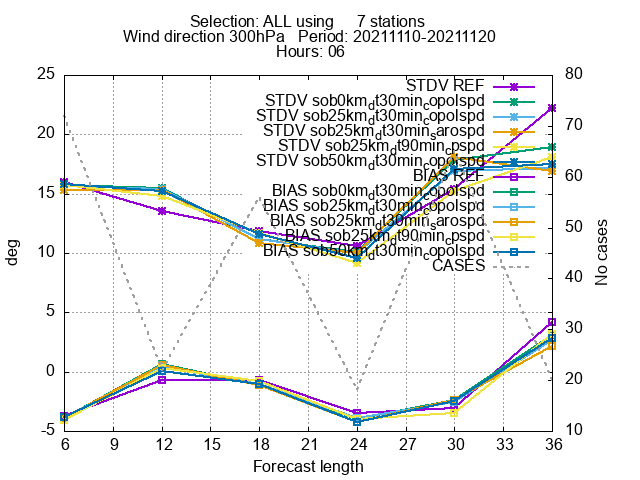 Selection: ALL using     7 stations
Wind direction 300hPa   Period: 20211110-20211120
Hours: 06
STDV REF
STDV sob0km_dt30min_copolspd
STDV sob25km_dt30min_copolspd
STDV sob25km_dt30min_sarospd
STDV sob25km_dt90min_cpspd
STDV sob50km_dt30min_copolspd
BIAS REF
BIAS sob0km_dt30min_copolspd
BIAS sob25km_dt30min_copolspd
BIAS sob25km_dt30min_sarospd
BIAS sob25km_dt90min_cpspd
BIAS sob50km_dt30min_copolspd
CASES
25
20
15
10
5
0
-5
deg
80
70
60
50
40
30
20
10
No cases
6 9 12 15 18 21 24 27 30 33 36
Forecast length